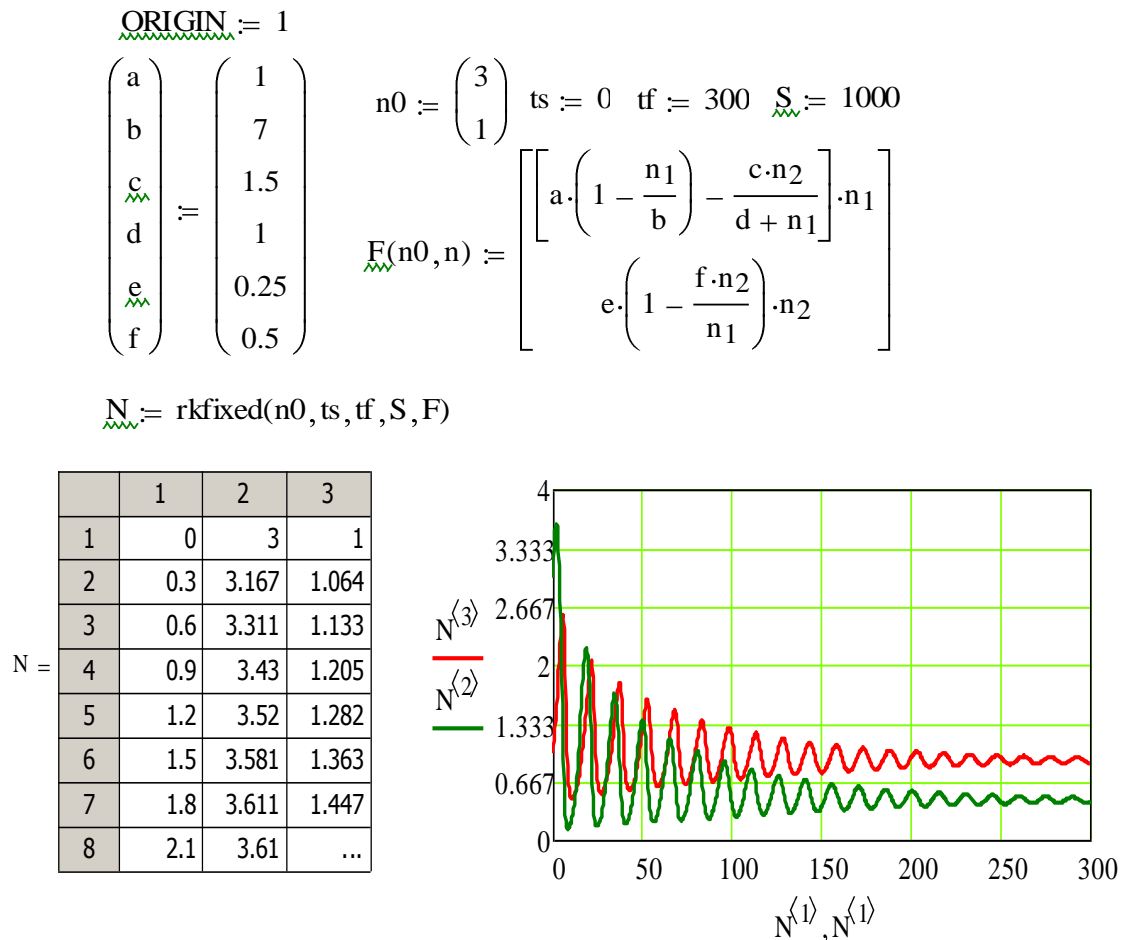 ORIGIN := 1
( a b c d e f ) := ( 1 7 1.5 1 0.25 0.5 )
n0 := ( 3 1 ) ts := 0 tf := 300 S := 1000
F(n0, n) := [ [ a·( 1 − n1/b ) − c·n2/(d + n1) ]·n1
e·( 1 − f·n2/n1 )·n2 ]
N := rkfixed(n0, ts, tf, S, F)
N =
1 2 3
1 0 3 1
2 0.3 3.167 1.064
3 0.6 3.311 1.133
4 0.9 3.43 1.205
5 1.2 3.52 1.282
6 1.5 3.581 1.363
7 1.8 3.611 1.447
8 2.1 3.61 ...
4
3.333
2.667
2
1.333
0.667
0
N⟨3⟩
N⟨2⟩
0 50 100 150 200 250 300
N⟨1⟩, N⟨1⟩